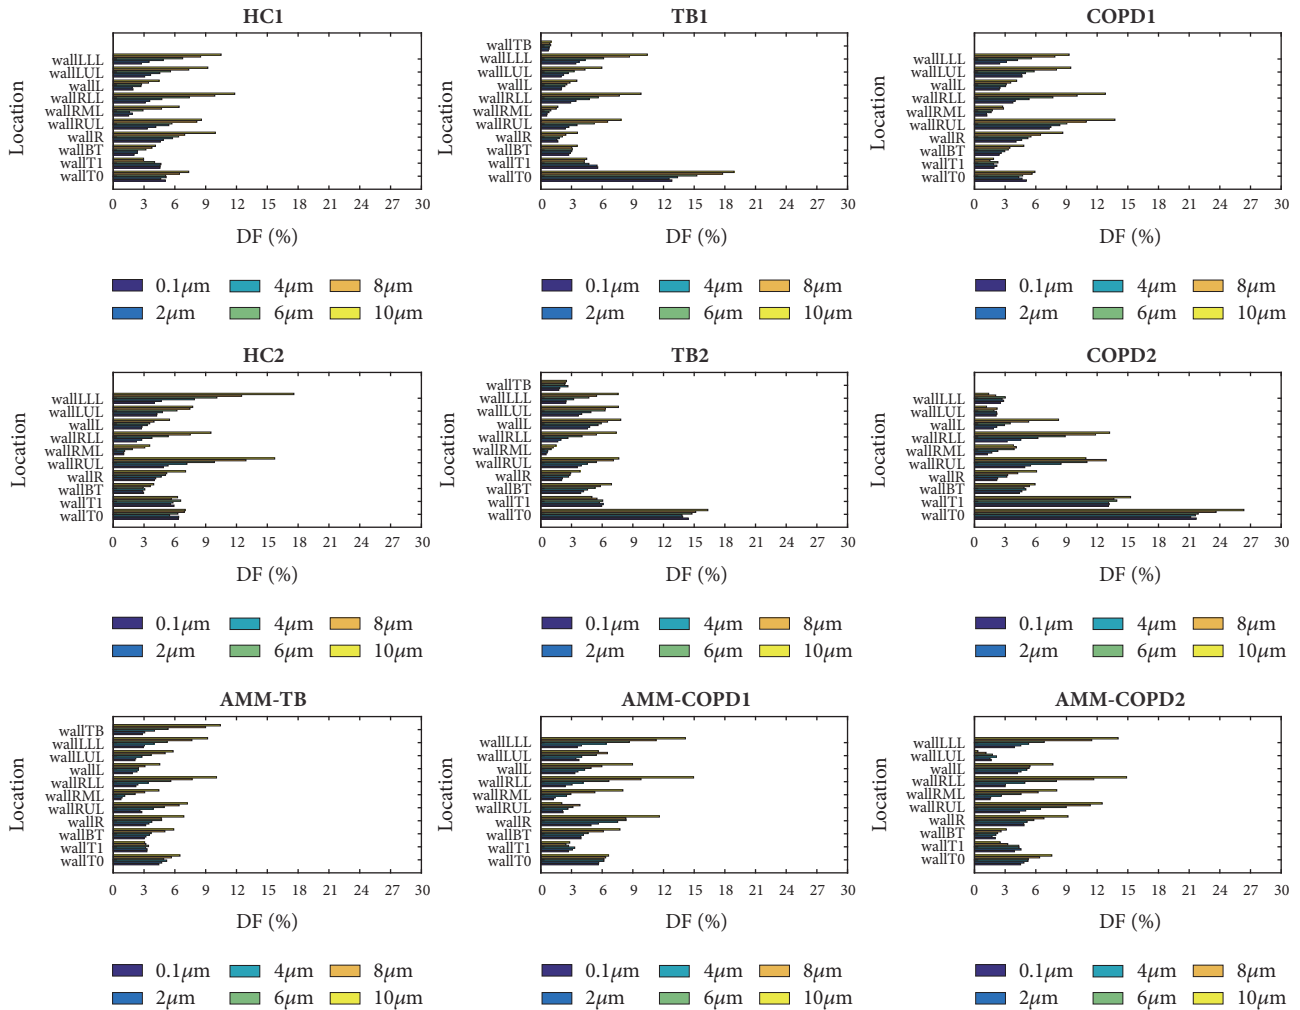 HC1
Location
wallLLL
wallLUL
wallL
wallRLL
wallRML
wallRUL
wallR
wallBT
wallT1
wallT0
0 3 6 9 12 15 18 21 24 27 30
DF (%)
0.1μm 4μm 8μm
2μm 6μm 10μm
TB1
Location
wallTB
wallLLL
wallLUL
wallL
wallRLL
wallRML
wallRUL
wallR
wallBT
wallT1
wallT0
0 3 6 9 12 15 18 21 24 27 30
DF (%)
0.1μm 4μm 8μm
2μm 6μm 10μm
COPD1
Location
wallLLL
wallLUL
wallL
wallRLL
wallRML
wallRUL
wallR
wallBT
wallT1
wallT0
0 3 6 9 12 15 18 21 24 27 30
DF (%)
0.1μm 4μm 8μm
2μm 6μm 10μm
HC2
Location
wallLLL
wallLUL
wallL
wallRLL
wallRML
wallRUL
wallR
wallBT
wallT1
wallT0
0 3 6 9 12 15 18 21 24 27 30
DF (%)
0.1μm 4μm 8μm
2μm 6μm 10μm
TB2
Location
wallTB
wallLLL
wallLUL
wallL
wallRLL
wallRML
wallRUL
wallR
wallBT
wallT1
wallT0
0 3 6 9 12 15 18 21 24 27 30
DF (%)
0.1μm 4μm 8μm
2μm 6μm 10μm
COPD2
Location
wallLLL
wallLUL
wallL
wallRLL
wallRML
wallRUL
wallR
wallBT
wallT1
wallT0
0 3 6 9 12 15 18 21 24 27 30
DF (%)
0.1μm 4μm 8μm
2μm 6μm 10μm
AMM-TB
Location
wallTB
wallLLL
wallLUL
wallL
wallRLL
wallRML
wallRUL
wallR
wallBT
wallT1
wallT0
0 3 6 9 12 15 18 21 24 27 30
DF (%)
0.1μm 4μm 8μm
2μm 6μm 10μm
AMM-COPD1
Location
wallLLL
wallLUL
wallL
wallRLL
wallRML
wallRUL
wallR
wallBT
wallT1
wallT0
0 3 6 9 12 15 18 21 24 27 30
DF (%)
0.1μm 4μm 8μm
2μm 6μm 10μm
AMM-COPD2
Location
wallLLL
wallLUL
wallL
wallRLL
wallRML
wallRUL
wallR
wallBT
wallT1
wallT0
0 3 6 9 12 15 18 21 24 27 30
DF (%)
0.1μm 4μm 8μm
2μm 6μm 10μm